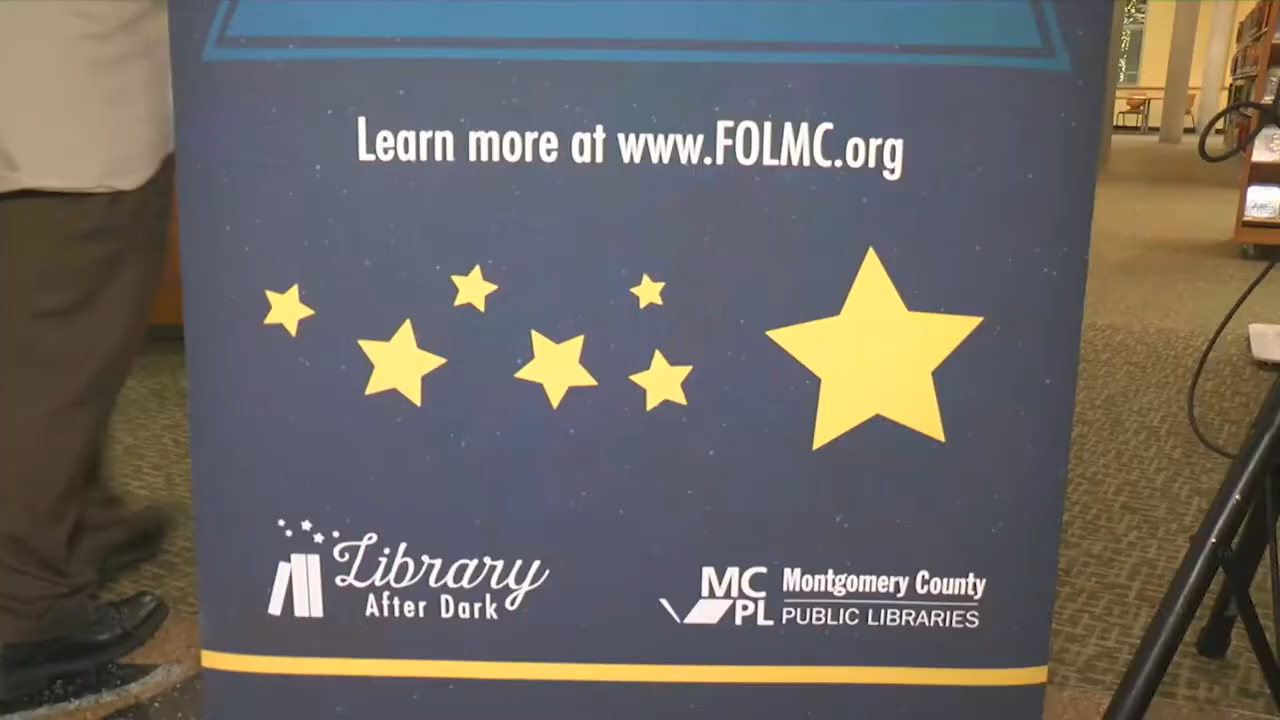 Learn more at www.FOLMC.org
Library
After Dark
MC
PL
Montgomery County
PUBLIC LIBRARIES